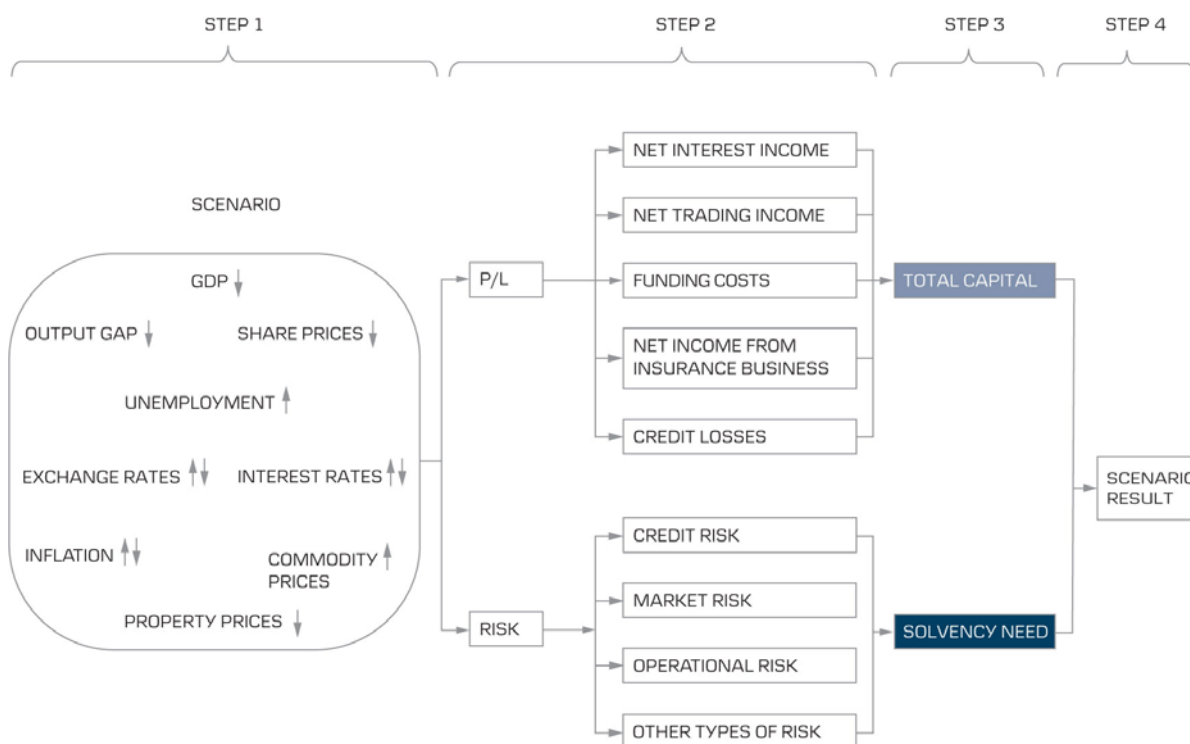 STEP 1
STEP 2
STEP 3
STEP 4
SCENARIO
GDP ↓
OUTPUT GAP ↓
SHARE PRICES ↓
UNEMPLOYMENT ↑
EXCHANGE RATES ↑↓
INTEREST RATES ↑↓
INFLATION ↑↓
COMMODITY ↑
PRICES
PROPERTY PRICES ↓
P/L
RISK
NET INTEREST INCOME
NET TRADING INCOME
FUNDING COSTS
NET INCOME FROM
INSURANCE BUSINESS
CREDIT LOSSES
CREDIT RISK
MARKET RISK
OPERATIONAL RISK
OTHER TYPES OF RISK
TOTAL CAPITAL
SOLVENCY NEED
SCENARIO
RESULT